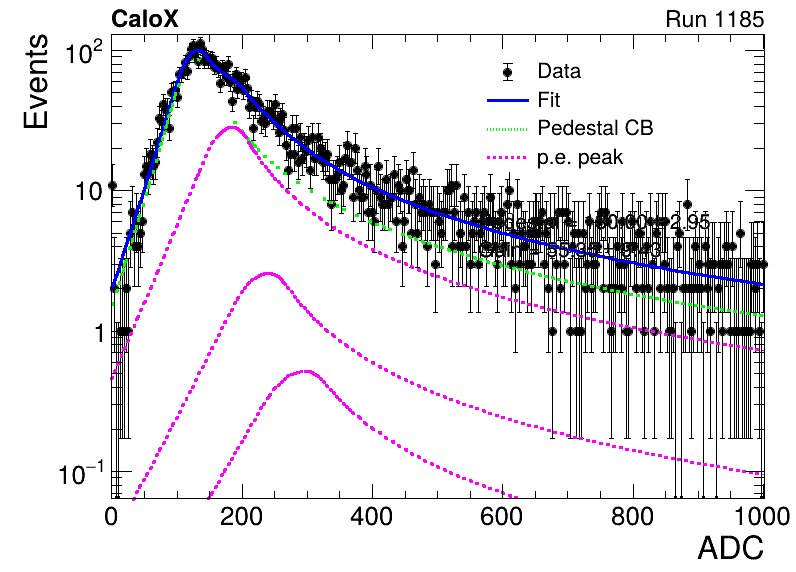 CaloX Run 1185
Events
Data
Fit
Pedestal CB
p.e. peak
10²
10
1
10⁻¹
0 200 400 600 800 1000
ADC